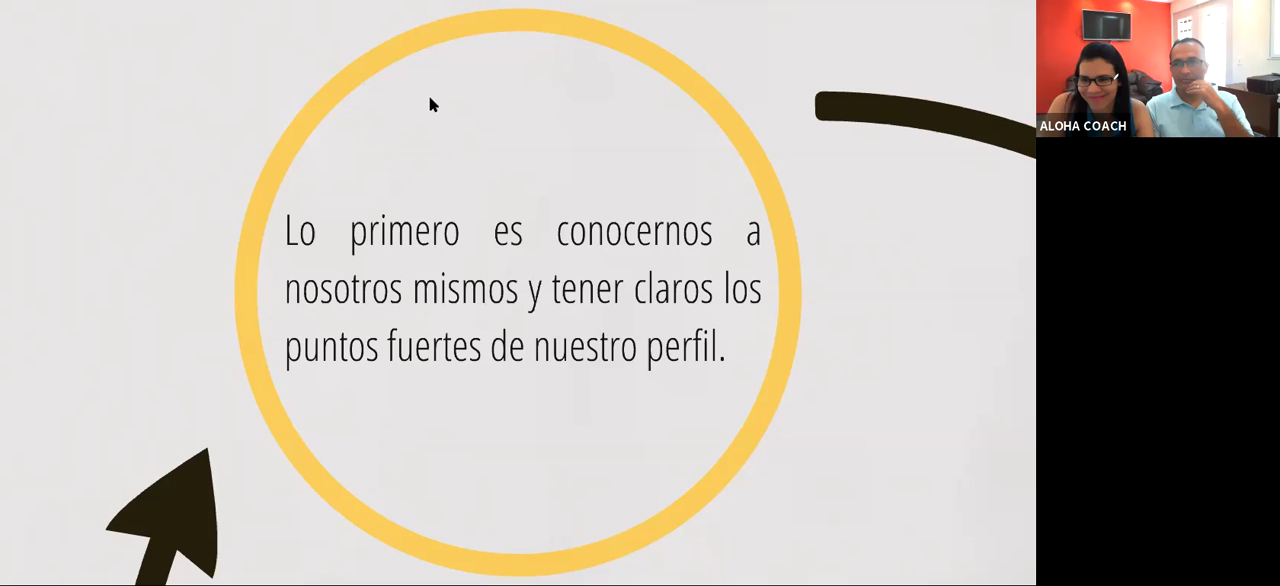 Lo primero es conocernos a
nosotros mismos y tener claros los
puntos fuertes de nuestro perfil.
ALOHA COACH